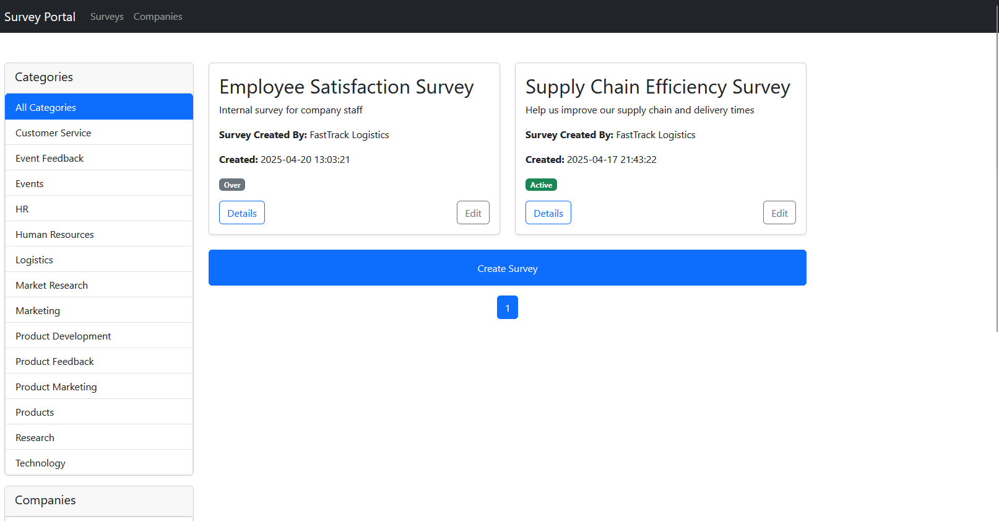 Survey Portal Surveys Companies
Categories
All Categories
Customer Service
Event Feedback
Events
HR
Human Resources
Logistics
Market Research
Marketing
Product Development
Product Feedback
Product Marketing
Products
Research
Technology
Companies
Employee Satisfaction Survey
Internal survey for company staff
Survey Created By: FastTrack Logistics
Created: 2025-04-20 13:03:21
Over
Details Edit
Supply Chain Efficiency Survey
Help us improve our supply chain and delivery times
Survey Created By: FastTrack Logistics
Created: 2025-04-17 21:43:22
Active
Details Edit
Create Survey
1